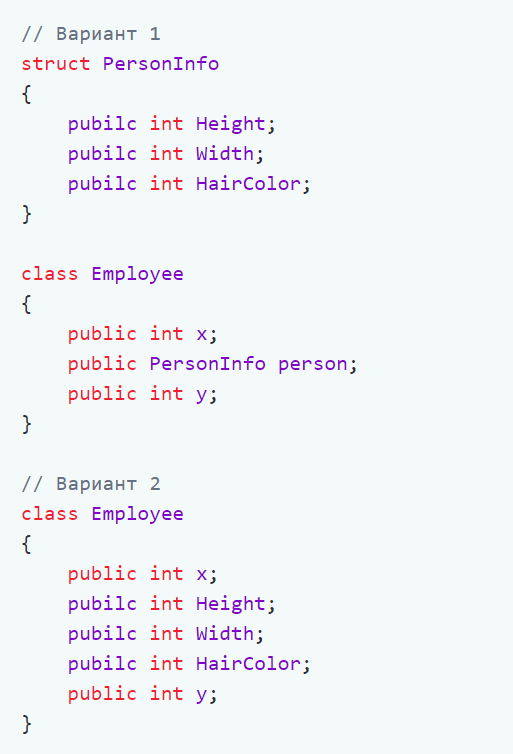 // Вариант 1
struct PersonInfo
{
    pubilc int Height;
    pubilc int Width;
    pubilc int HairColor;
}

class Employee
{
    public int x;
    public PersonInfo person;
    public int y;
}

// Вариант 2
class Employee
{
    public int x;
    pubilc int Height;
    pubilc int Width;
    pubilc int HairColor;
    public int y;
}